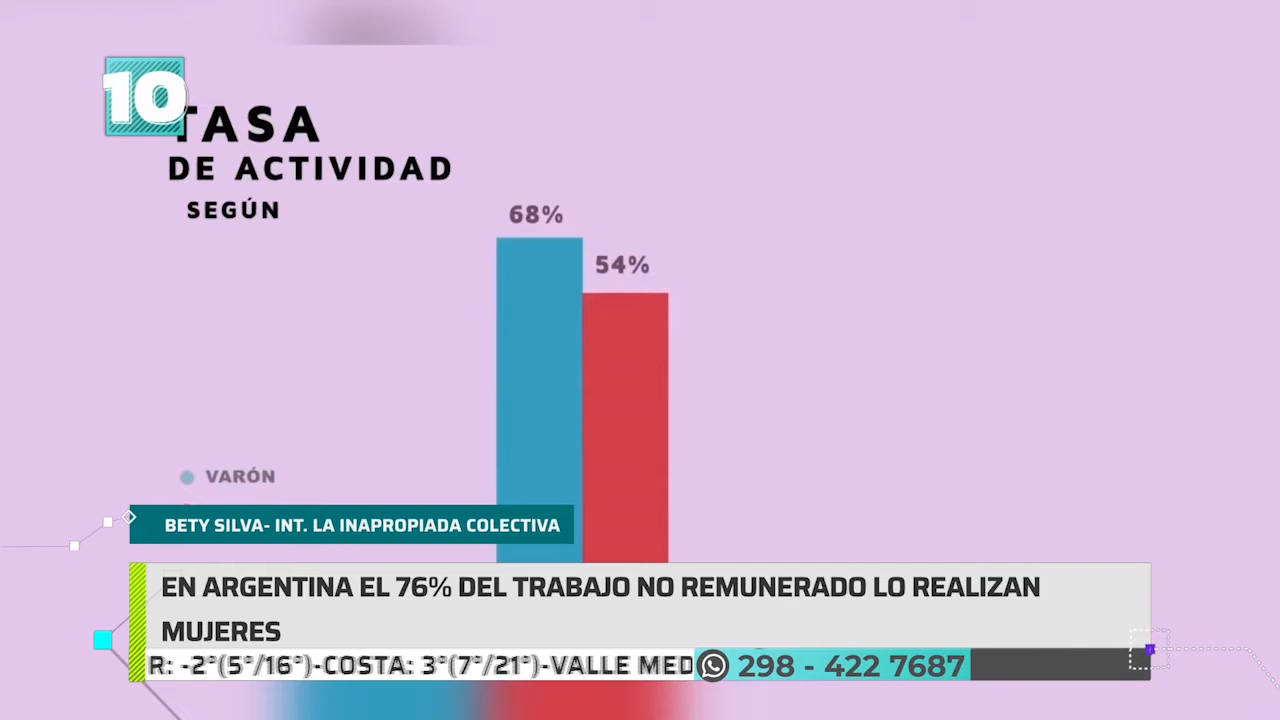 10
TASA
DE ACTIVIDAD
SEGÚN
68%
54%
VARÓN
BETY SILVA- INT. LA INAPROPIADA COLECTIVA
EN ARGENTINA EL 76% DEL TRABAJO NO REMUNERADO LO REALIZAN
MUJERES
R: -2°(5°/16°)-COSTA: 3°(7°/21°)-VALLE MED
298 - 422 7687